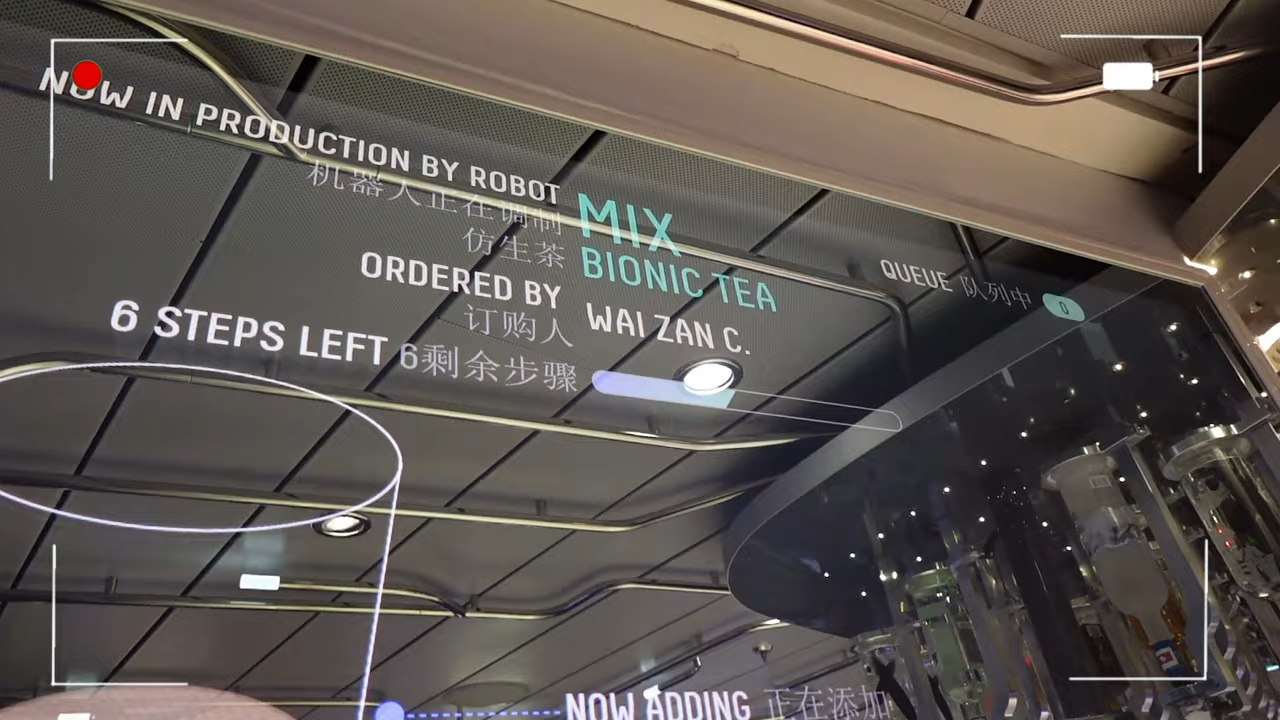 NOW IN PRODUCTION BY ROBOT
机器人正在调制 MIX
仿生茶 BIONIC TEA
ORDERED BY WAI ZAN C.
订购人
6 STEPS LEFT 6剩余步骤
QUEUE 队列中 0
NOW ADDING 正在添加